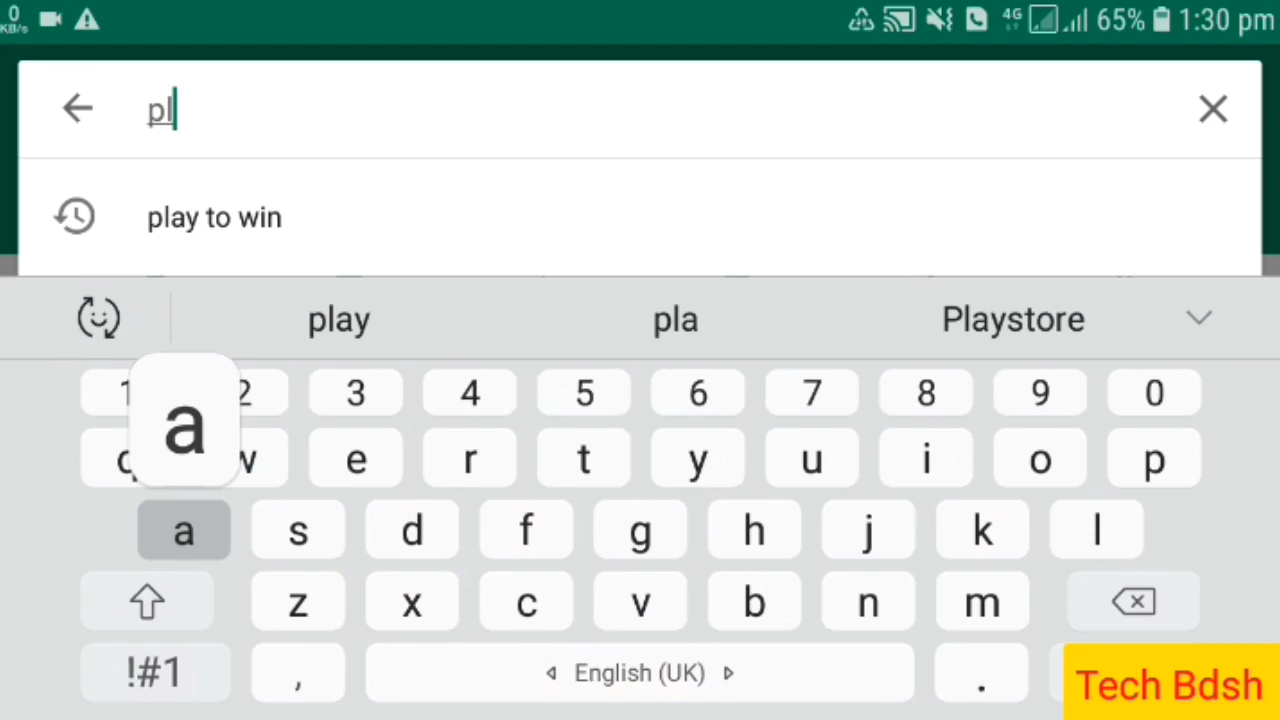 0
KB/s
4G
65%
1:30 pm
pl
play to win
play
pla
Playstore
1 2 3 4 5 6 7 8 9 0
a
q w e r t y u i o p
a s d f g h j k l
z x c v b n m
!#1 , English (UK) .
Tech Bdsh